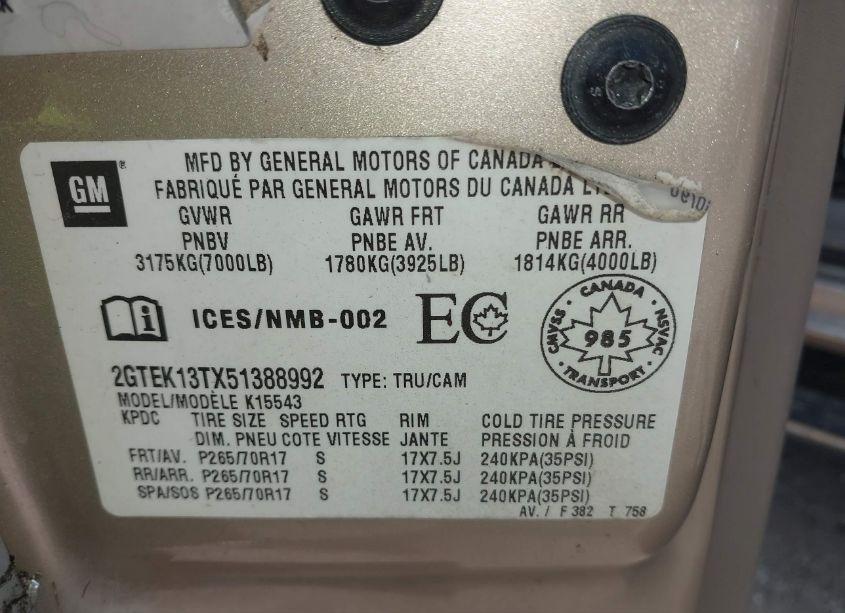 GM
MFD BY GENERAL MOTORS OF CANADA
FABRIQUÉ PAR GENERAL MOTORS DU CANADA
GVWR GAWR FRT GAWR RR
PNBV PNBE AV. PNBE ARR.
3175KG(7000LB) 1780KG(3925LB) 1814KG(4000LB)
ICES/NMB-002 EC CANADA CMVSS NSVAC 985 TRANSPORT
2GTEK13TX51388992 TYPE: TRU/CAM
MODEL/MODÈLE K15543
KPDC TIRE SIZE SPEED RTG RIM COLD TIRE PRESSURE
DIM. PNEU COTE VITESSE JANTE PRESSION À FROID
FRT/AV. P265/70R17 S 17X7.5J 240KPA(35PSI)
RR/ARR. P265/70R17 S 17X7.5J 240KPA(35PSI)
SPA/SOS P265/70R17 S 17X7.5J 240KPA(35PSI)
AV. / F 382 T 758